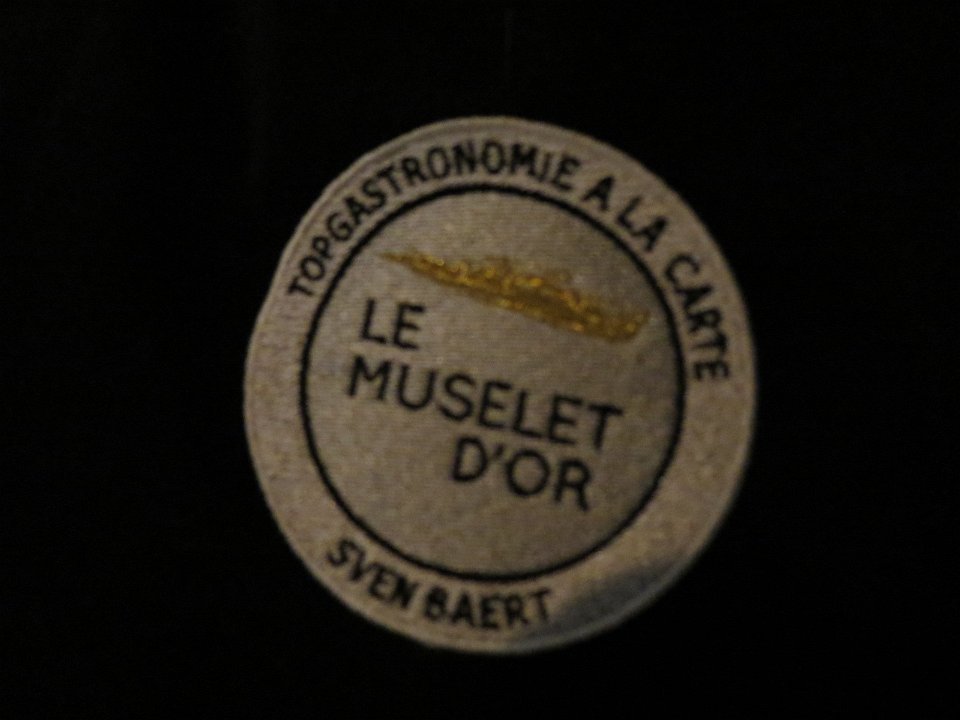 TOPGASTRONOMIE A LA CARTE
LE
MUSELET
D'OR
SVEN BAERT